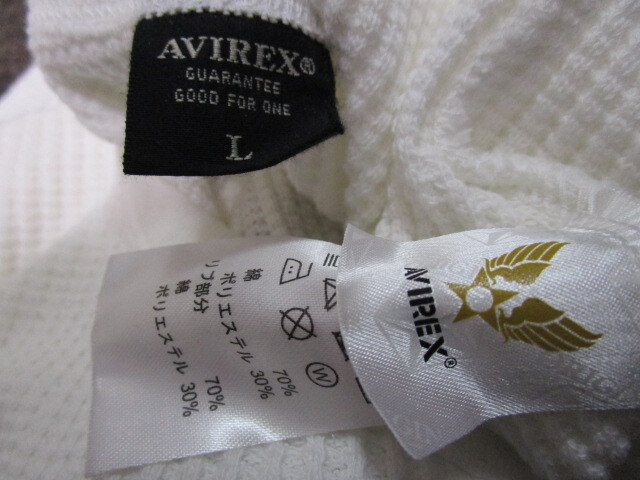 AVIREX®
GUARANTEE
GOOD FOR ONE
L
AVIREX®
綿 70%
ポリエステル 30%
リブ部分
綿 70%
ポリエステル 30%
W